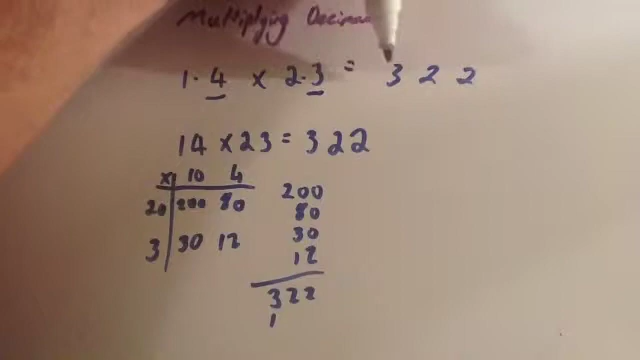 Multiplying Decimals
1.4 x 2.3 = 3 2 2
14 x 23 = 322
x 10 4
20 200 80
3 30 12
200
80
30
12
322
1